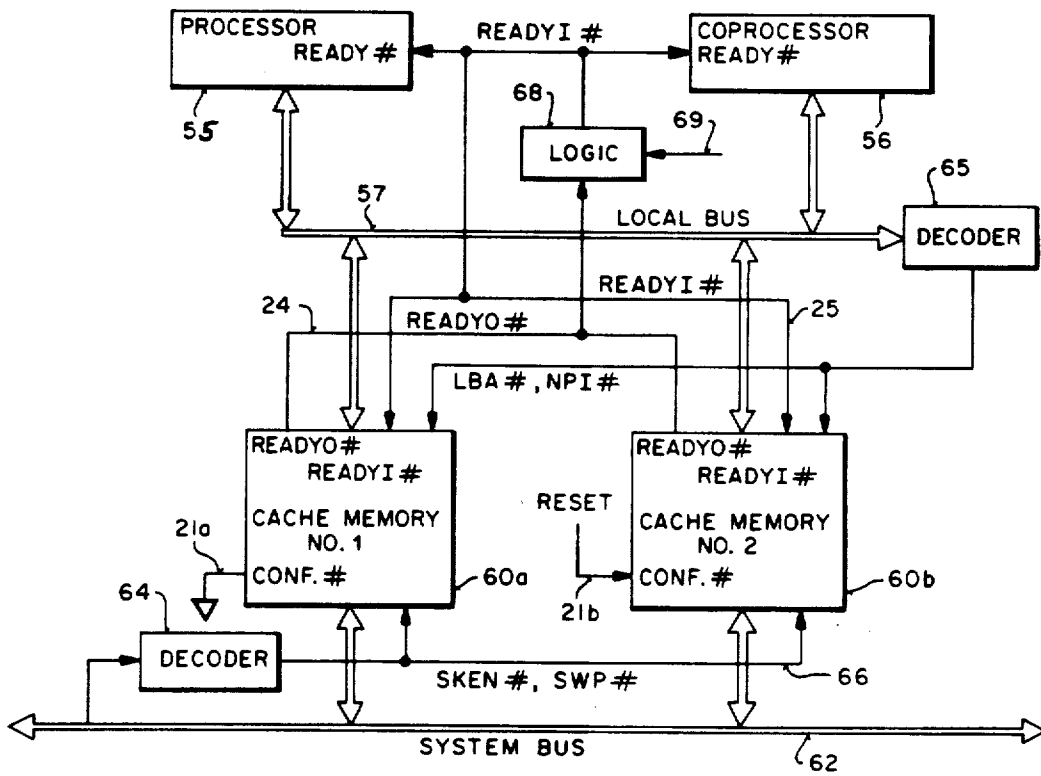 PROCESSOR
READY#
READYI#
COPROCESSOR
READY#
55
68
69
56
LOGIC
65
57
LOCAL BUS
DECODER
READYI#
24
READYO#
25
LBA#, NPI#
READYO#
READYI#
CACHE MEMORY
NO. 1
CONF.#
21a
60a
RESET
READYO#
READYI#
CACHE MEMORY
NO. 2
CONF.#
21b
60b
64
DECODER
SKEN#, SWP#
66
SYSTEM BUS
62